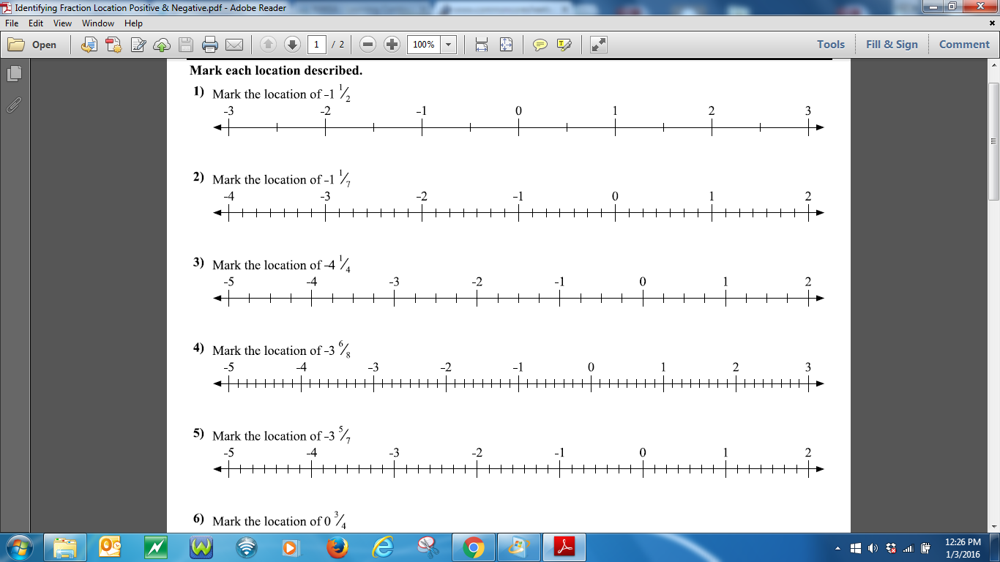 Identifying Fraction Location Positive & Negative.pdf - Adobe Reader
File Edit View Window Help
Open 1 / 2 100% Tools Fill & Sign Comment
Mark each location described.
1) Mark the location of -1 1/2
-3 -2 -1 0 1 2 3
2) Mark the location of -1 1/7
-4 -3 -2 -1 0 1 2
3) Mark the location of -4 1/4
-5 -4 -3 -2 -1 0 1 2
4) Mark the location of -3 6/8
-5 -4 -3 -2 -1 0 1 2 3
5) Mark the location of -3 5/7
-5 -4 -3 -2 -1 0 1 2
6) Mark the location of 0 3/4
12:26 PM
1/3/2016